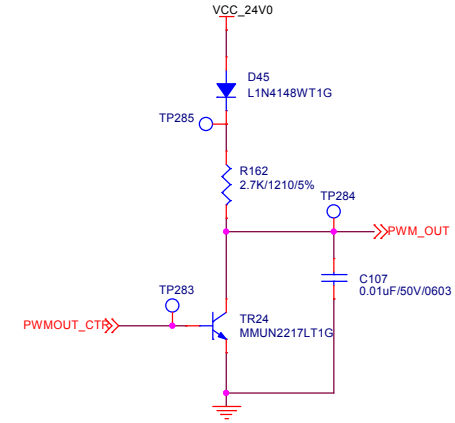 VCC_24V0
D45
L1N4148WT1G
TP285
R162
2.7K/1210/5%
TP284
PWM_OUT
C107
0.01uF/50V/0603
TP283
TR24
PWMOUT_CTR
MMUN2217LT1G